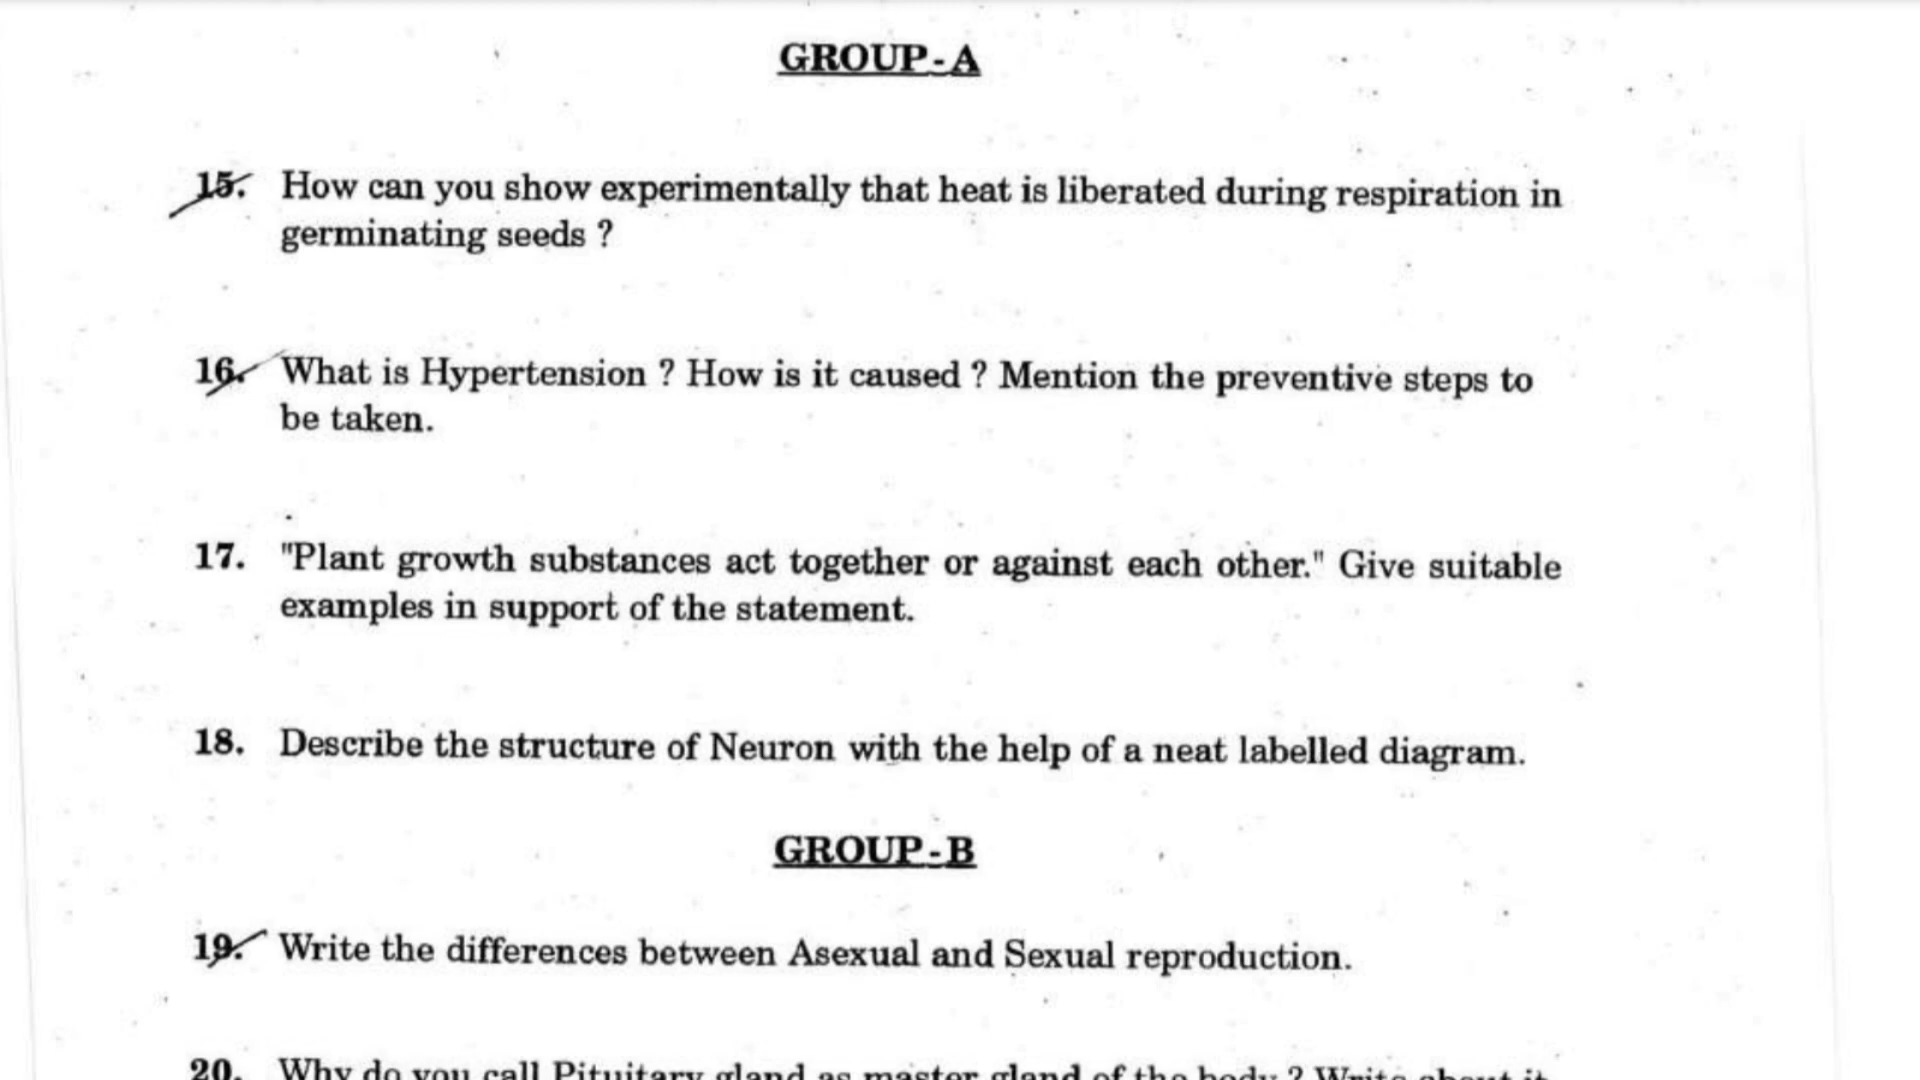 GROUP-A
15. How can you show experimentally that heat is liberated during respiration in
germinating seeds ?
16. What is Hypertension ? How is it caused ? Mention the preventive steps to
be taken.
17. "Plant growth substances act together or against each other." Give suitable
examples in support of the statement.
18. Describe the structure of Neuron with the help of a neat labelled diagram.
GROUP-B
19. Write the differences between Asexual and Sexual reproduction.
20. Why do you call Pituitary gland as master gland of the body ? Write about it